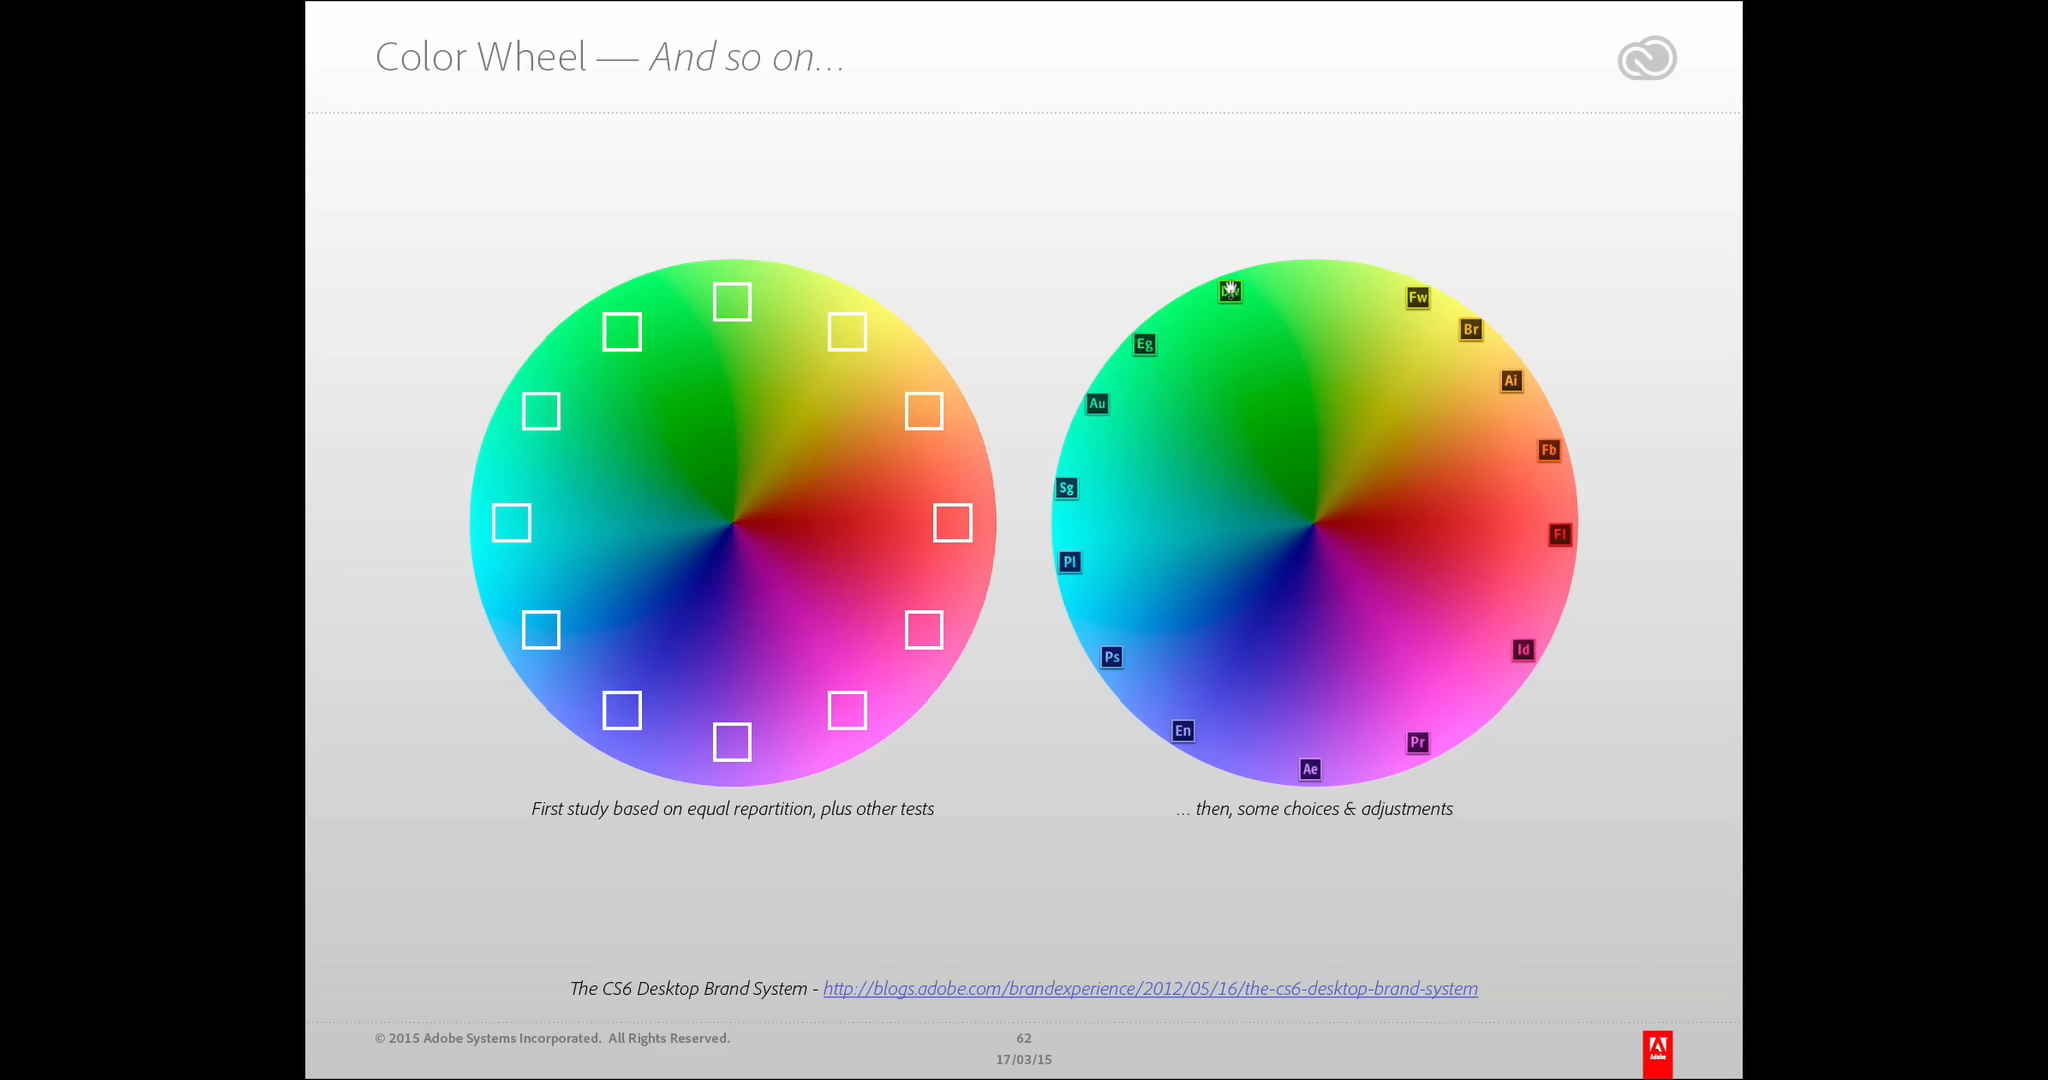 Color Wheel — And so on...
Fw
Br
Eg
Ai
Au
Fb
Sg
Fl
Pl
Id
Ps
En
Pr
Ae
First study based on equal repartition, plus other tests
... then, some choices & adjustments
The CS6 Desktop Brand System - http://blogs.adobe.com/brandexperience/2012/05/16/the-cs6-desktop-brand-system
© 2015 Adobe Systems Incorporated. All Rights Reserved.
62
17/03/15
Adobe